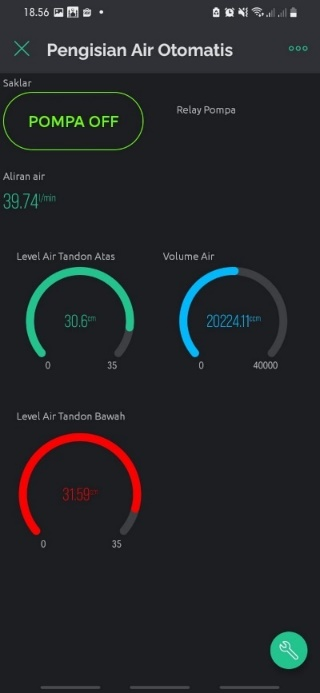 18.56
Pengisian Air Otomatis
Saklar
POMPA OFF
Relay Pompa
Aliran air
39.74 l/min
Level Air Tandon Atas
Volume Air
30.6 cm
20224.11 ccm
0 35
0 40000
Level Air Tandon Bawah
31.59 cm
0 35